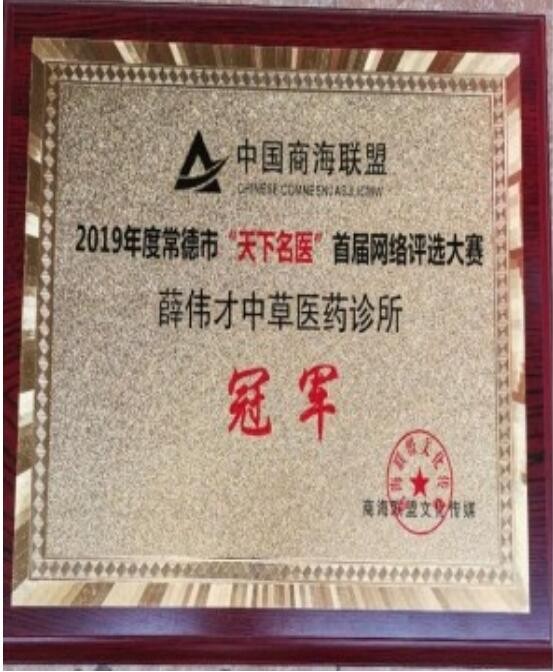 中国商海联盟
2019年度常德市“天下名医”首届网络评选大赛
薛伟才中草医药诊所
冠军
商海联盟文化传媒